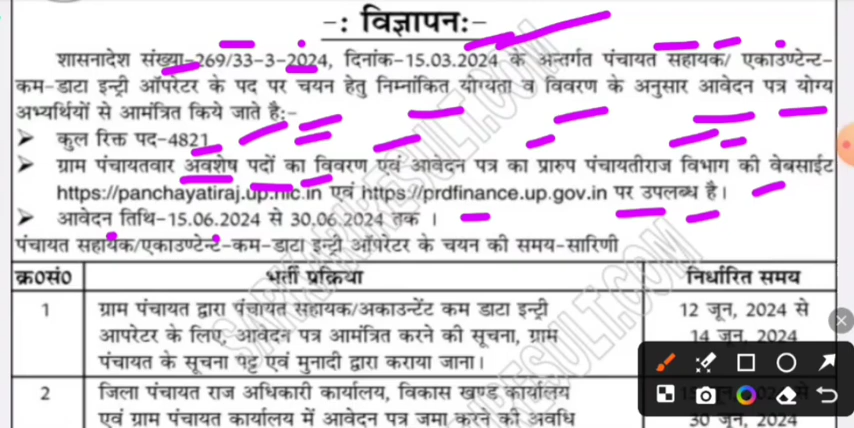 -: विज्ञापन:-
शासनादेश संख्या-269/33-3-2024, दिनांक-15.03.2024 के अन्तर्गत पंचायत सहायक/ एकाउण्टेन्ट-
कम-डाटा इन्ट्री ऑपरेटर के पद पर चयन हेतु निम्नांकित योग्यता व विवरण के अनुसार आवेदन पत्र योग्य
अभ्यर्थियों से आमंत्रित किये जाते है:-
➤ कुल रिक्त पद-4821
➤ ग्राम पंचायतवार अवशेष पदों का विवरण एवं आवेदन पत्र का प्रारुप पंचायतीराज विभाग की वेबसाईट
https://panchayatiraj.up.nic.in एवं https://prdfinance.up.gov.in पर उपलब्ध है।
➤ आवेदन तिथि-15.06.2024 से 30.06.2024 तक ।
पंचायत सहायक/एकाउन्टेन्ट-कम-डाटा इन्ट्री ऑपरेटर के चयन की समय-सारिणी
क्र0सं0 भर्ती प्रक्रिया निर्धारित समय
1 ग्राम पंचायत द्वारा पंचायत सहायक/अकाउन्टेंट कम डाटा इन्ट्री 12 जून, 2024 से
आपरेटर के लिए, आवेदन पत्र आमंत्रित करने की सूचना, ग्राम 14 जून, 2024
पंचायत के सूचना पट्ट एवं मुनादी द्वारा कराया जाना।
2 जिला पंचायत राज अधिकारी कार्यालय, विकास खण्ड कार्यालय
एवं ग्राम पंचायत कार्यालय में आवेदन पत्र जमा करने की अवधि 30 जून, 2024
SARKARIRESULT.COM